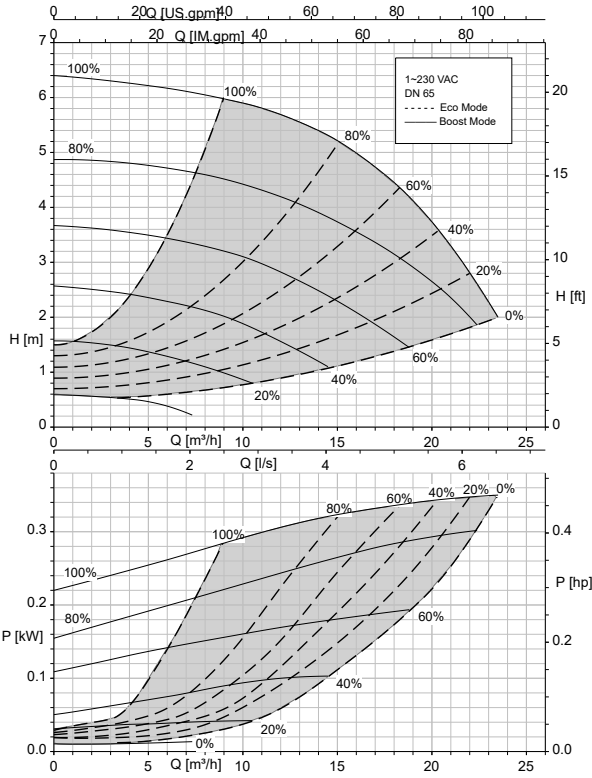 0 20 Q [US.gpm] 40 60 80 100
0 20 Q [IM.gpm] 40 60 80
7
100%
1~230 VAC
DN 65
Eco Mode
Boost Mode
6
100%
20
80%
5
80%
15
60%
4
40%
3
10
20%
H [ft]
2
0%
H [m]
5
60%
1
40%
20%
0
0
0 5 10 15 20 25
Q [m³/h]
0 2 Q [l/s] 4 6
80% 60% 40% 20% 0%
0.3
100%
0.4
100%
P [hp]
0.2
80%
60%
P [kW]
0.2
0.1
40%
20%
0%
0.0
0.0
0 5 Q [m³/h] 10 15 20 25